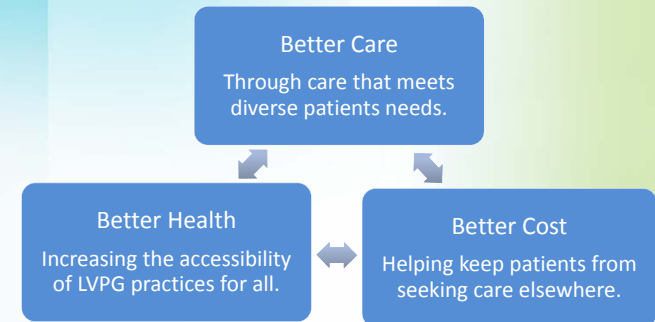 Better Care
Through care that meets
diverse patients needs.
Better Health
Increasing the accessibility
of LVPG practices for all.
Better Cost
Helping keep patients from
seeking care elsewhere.